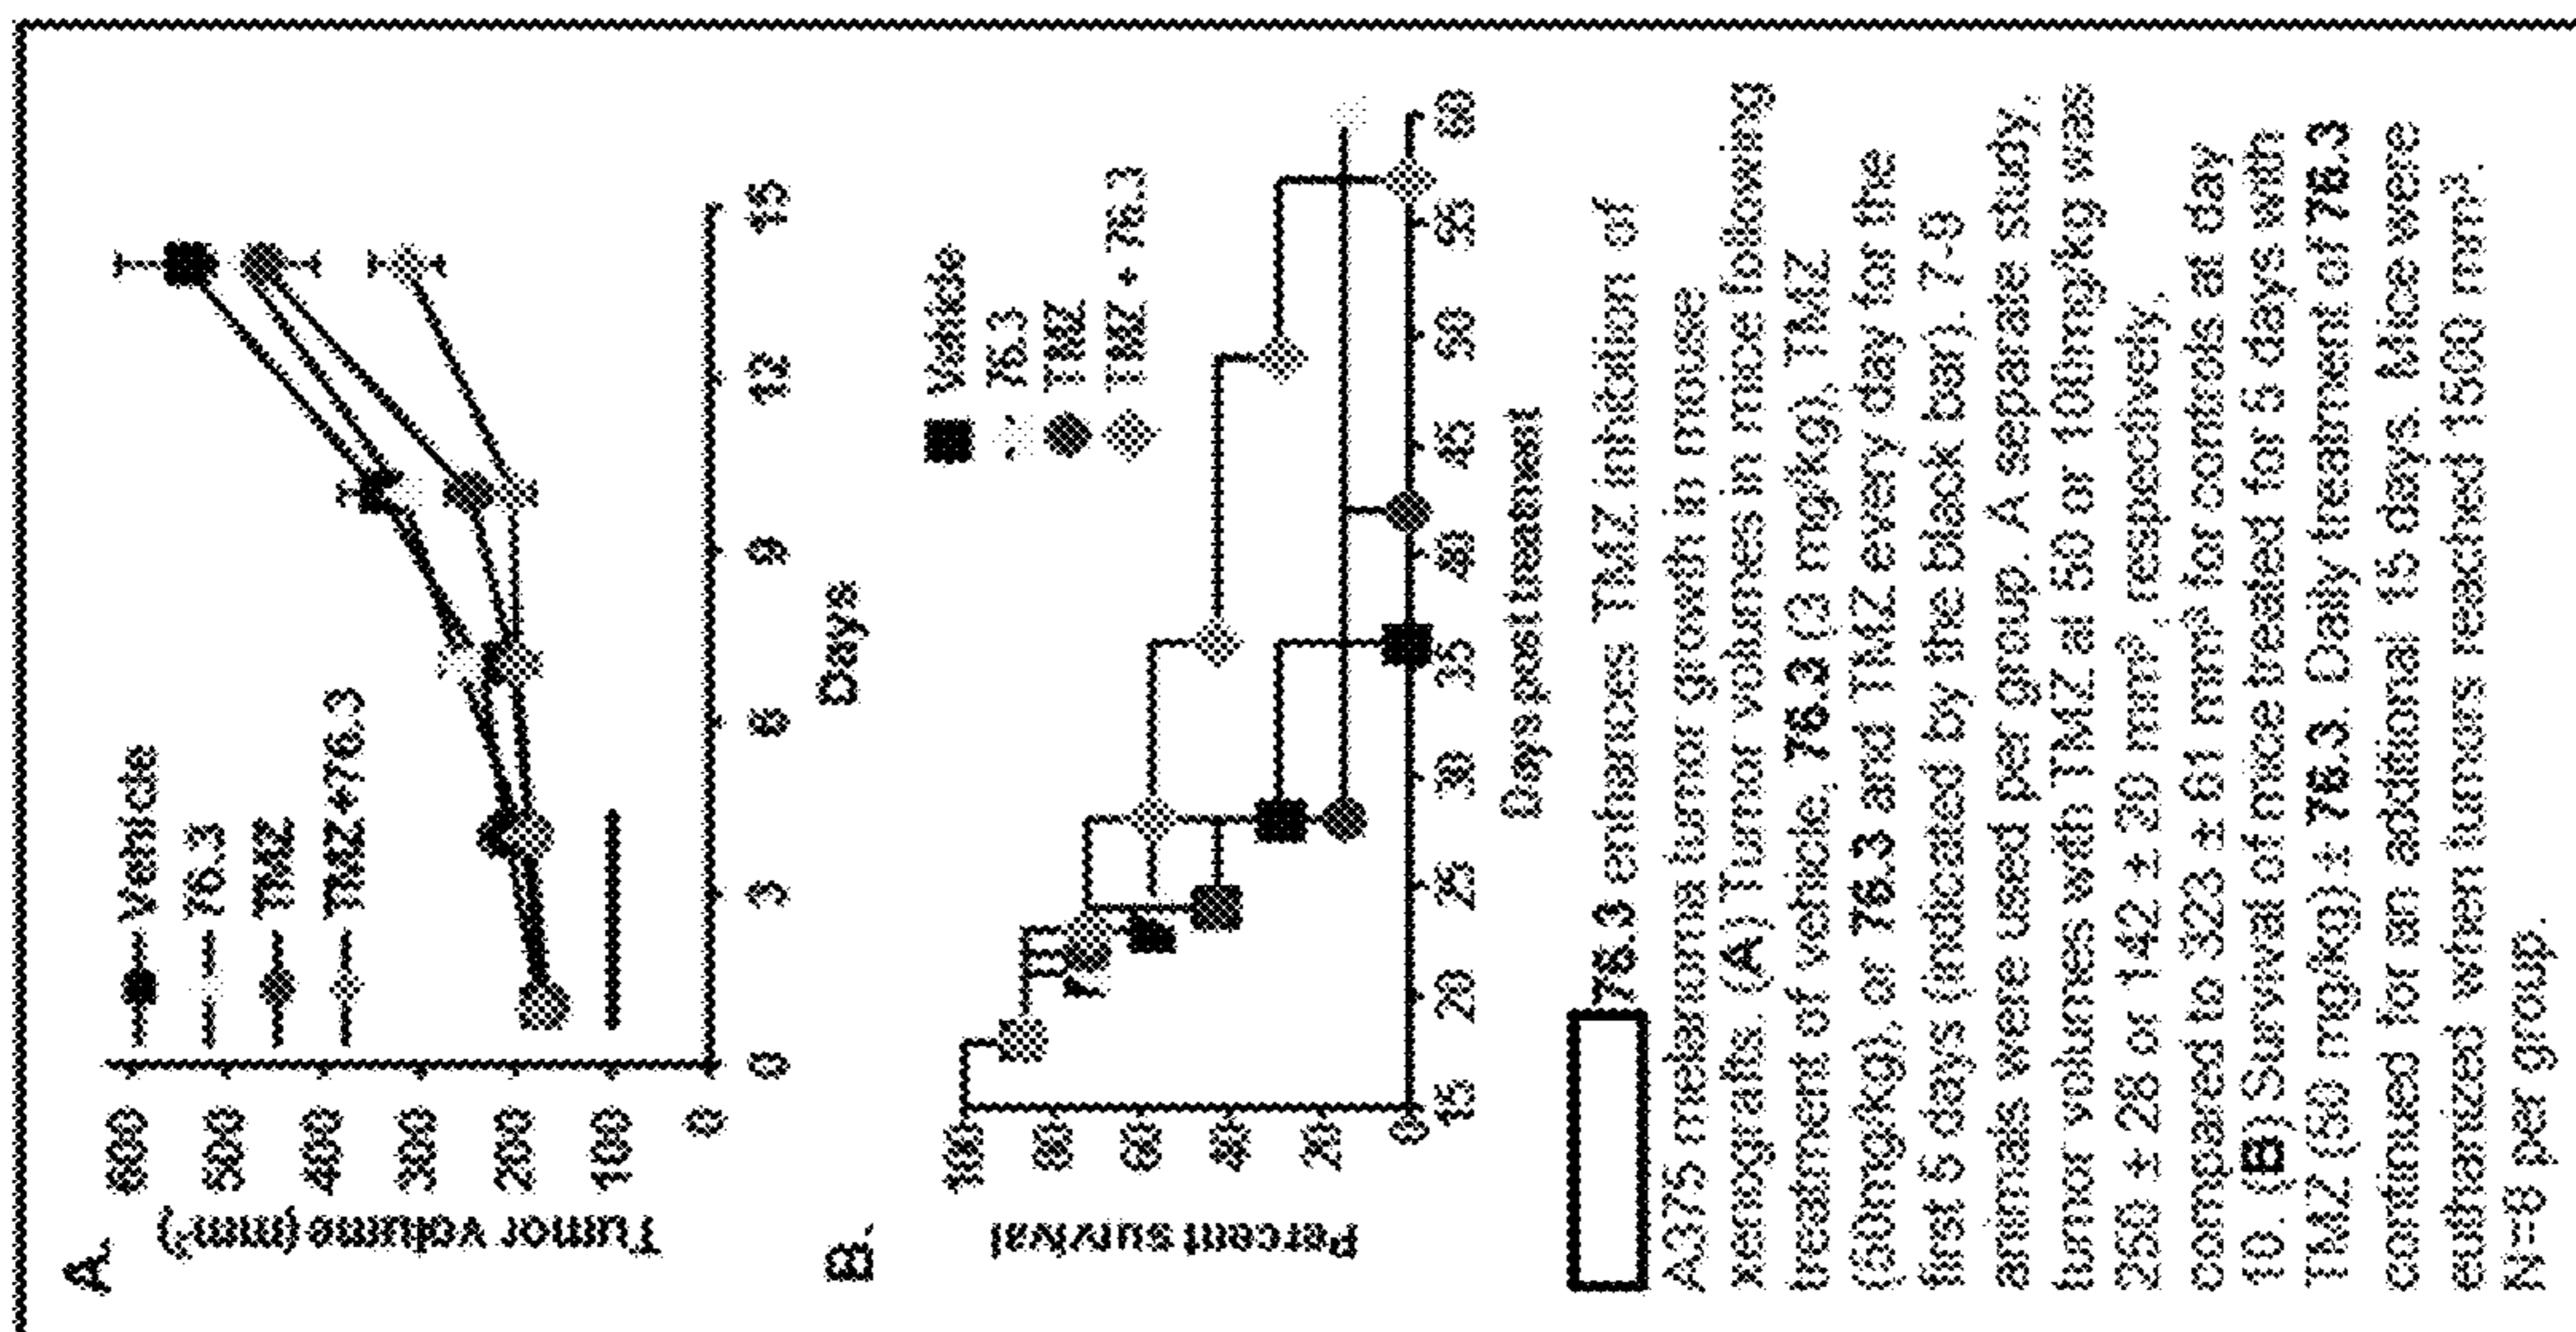 A.
Tumor volume (mm³)
600
500
400
300
200
100
0
Vehicle
76.3
TMZ
TMZ+76.3
0 3 6 9 12 15
Days
B.
Percent survival
100
80
60
40
20
0
Vehicle
76.3
TMZ
TMZ + 76.3
15 20 25 30 35 40 45 50 55 60
Days post treatment
76.3 enhances TMZ inhibition of
A375 melanoma tumor growth in mouse
xenografts. (A) Tumor volumes in mice following
treatment of vehicle, 76.3 (3 mg/kg), TMZ
(50mg/kg), or 76.3 and TMZ every day for the
first 5 days (indicated by the black bar). 7-9
animals were used per group. A separate study,
tumor volumes with TMZ at 50 or 100mg/kg was
250 ± 28 or 142 ± 20 mm³, respectively,
compared to 323 ± 61 mm³ for controls at day
10. (B) Survival of mice treated for 5 days with
TMZ (50 mg/kg) ± 76.3. Daily treatment of 76.3
continued for an additional 15 days. Mice were
euthanized when tumors reached 1500 mm³.
N=8 per group.